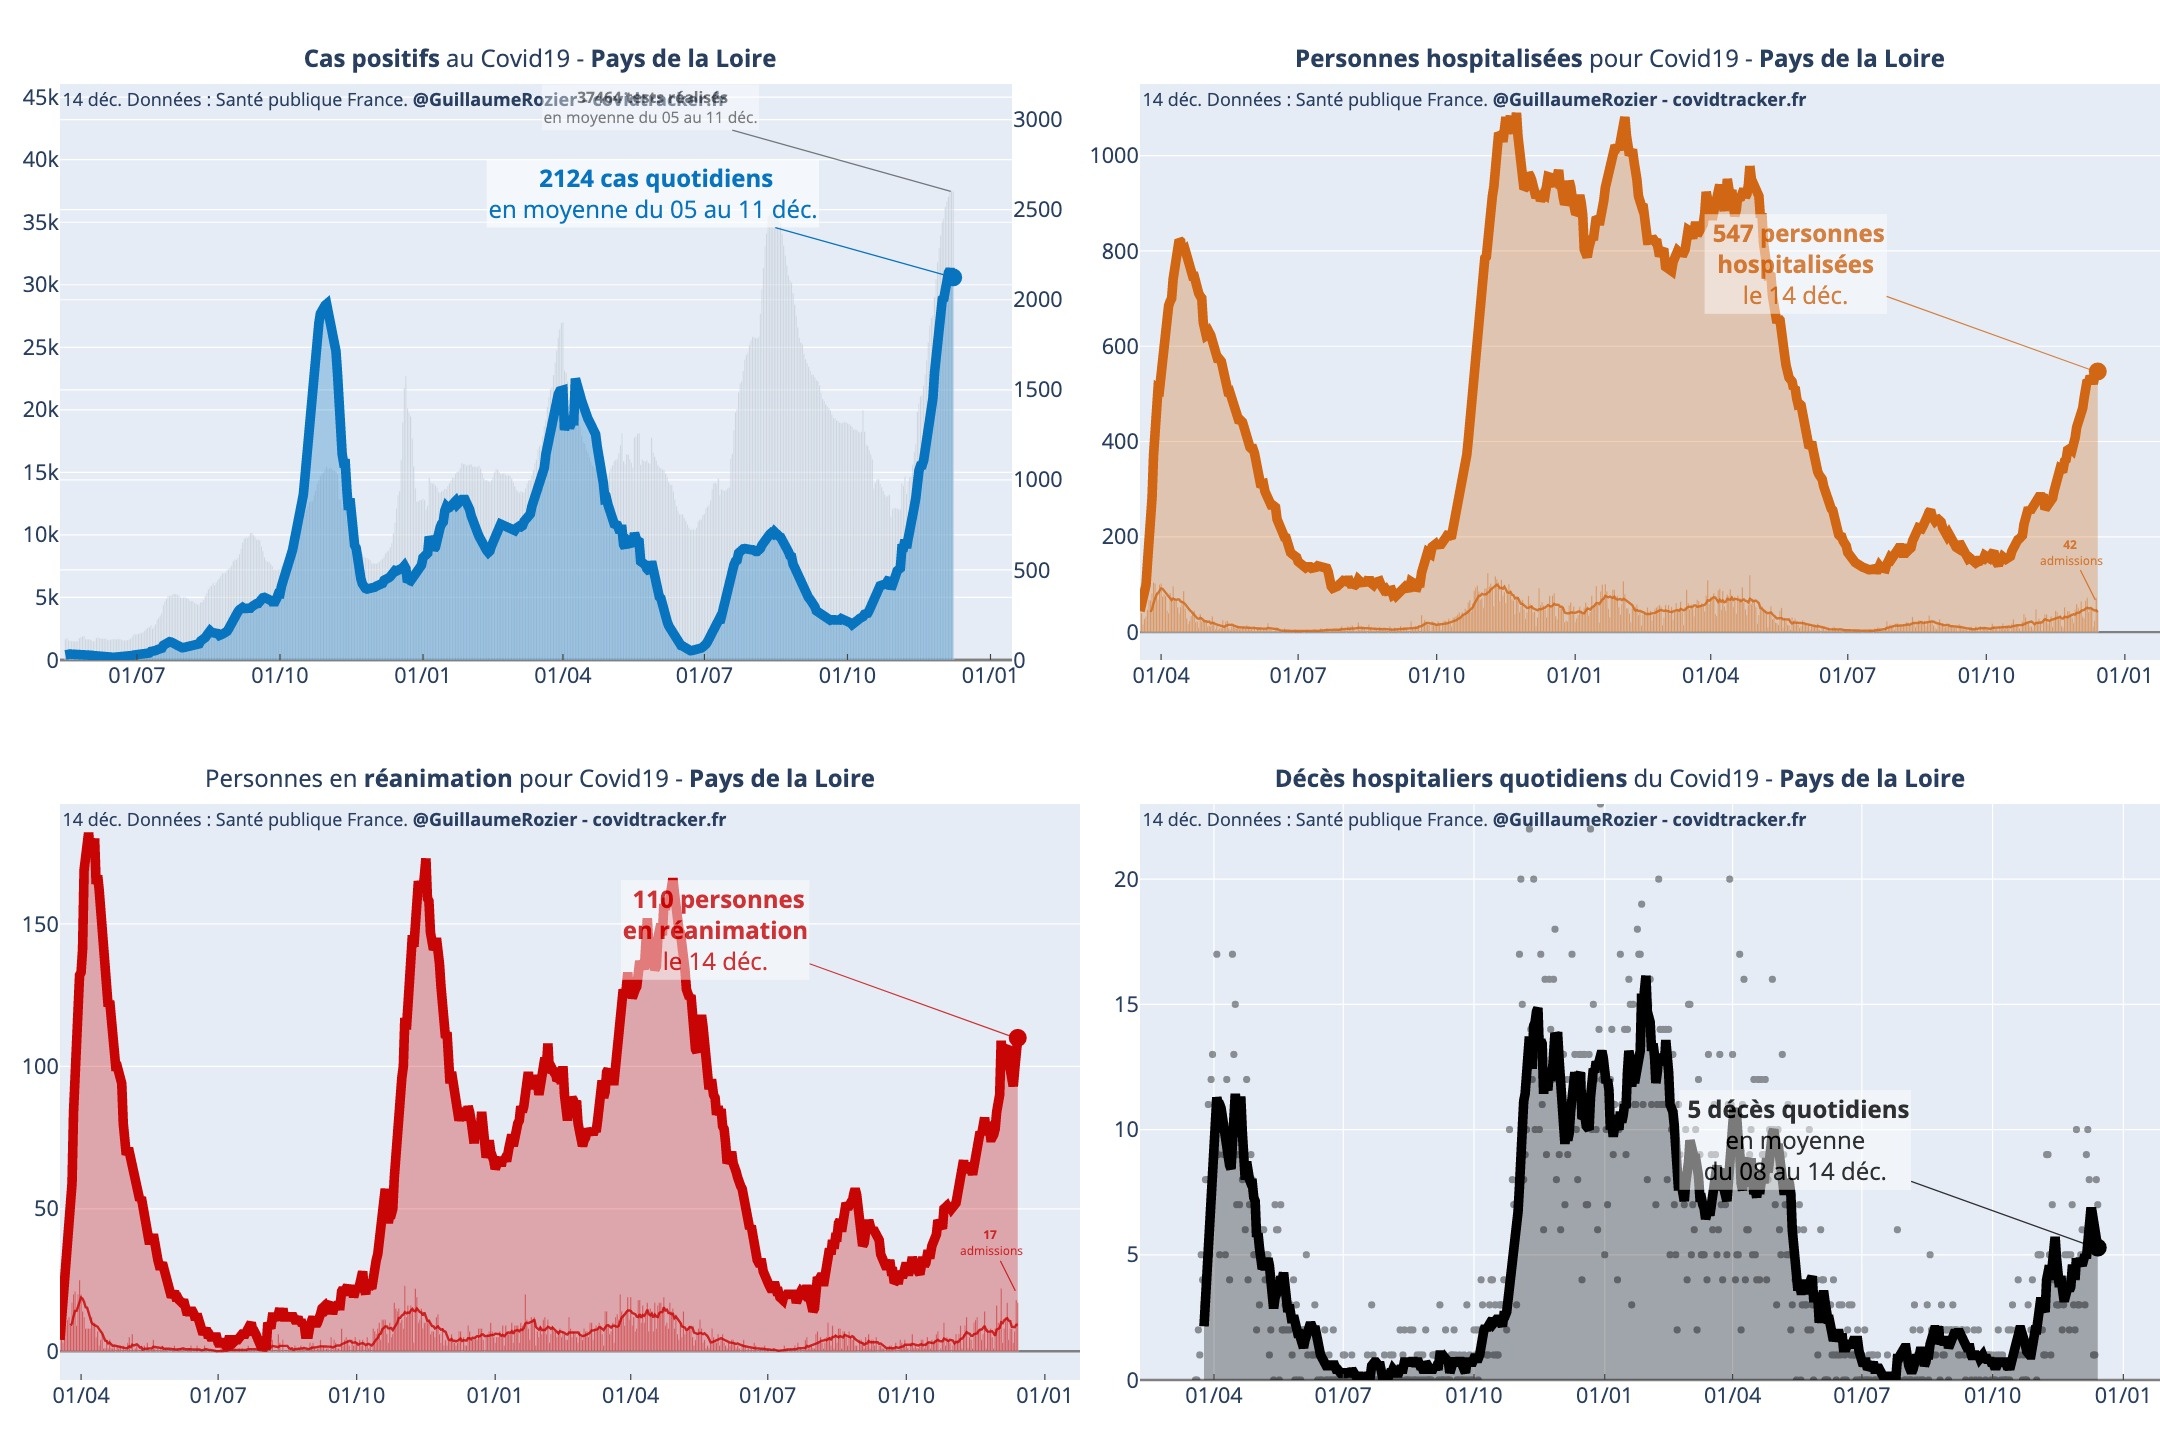 Cas positifs au Covid19 - Pays de la Loire
14 déc. Données : Santé publique France. @GuillaumeRozier - covidtracker.fr
37464 tests réalisés
en moyenne du 05 au 11 déc.
2124 cas quotidiens
en moyenne du 05 au 11 déc.
45k
40k
35k
30k
25k
20k
15k
10k
5k
0
3000
2500
2000
1500
1000
500
0
01/07
01/10
01/01
01/04
01/07
01/10
01/01
Personnes hospitalisées pour Covid19 - Pays de la Loire
14 déc. Données : Santé publique France. @GuillaumeRozier - covidtracker.fr
547 personnes
hospitalisées
le 14 déc.
42
admissions
1000
800
600
400
200
0
01/04
01/07
01/10
01/01
01/04
01/07
01/10
01/01
Personnes en réanimation pour Covid19 - Pays de la Loire
14 déc. Données : Santé publique France. @GuillaumeRozier - covidtracker.fr
110 personnes
en réanimation
le 14 déc.
17
admissions
150
100
50
0
01/04
01/07
01/10
01/01
01/04
01/07
01/10
01/01
Décès hospitaliers quotidiens du Covid19 - Pays de la Loire
14 déc. Données : Santé publique France. @GuillaumeRozier - covidtracker.fr
5 décès quotidiens
en moyenne
du 08 au 14 déc.
20
15
10
5
0
01/04
01/07
01/10
01/01
01/04
01/07
01/10
01/01